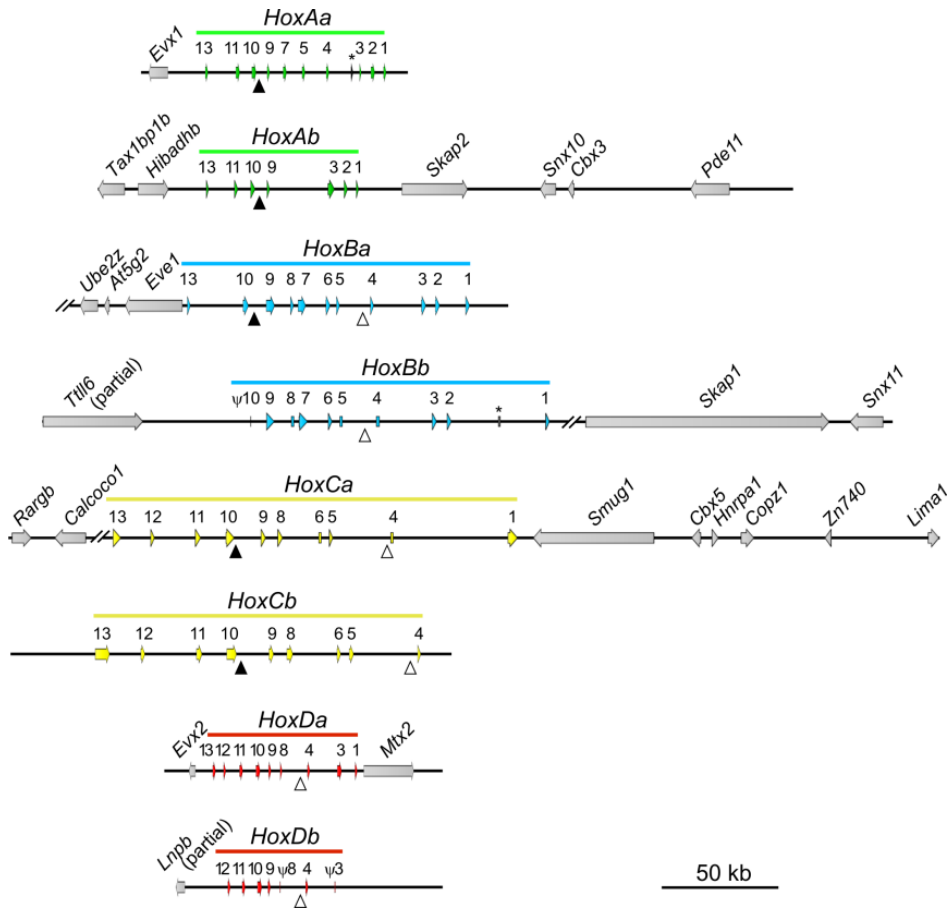 HoxAa
Evx1
13 11 10 9 7 5 4 * 3 2 1
HoxAb
Tax1bp1b Hibadhb Skap2 Snx10 Cbx3 Pde11
13 11 10 9 3 2 1
HoxBa
Ube2z At5g2 Eve1
13 10 9 8 7 6 5 4 3 2 1
HoxBb
Ttll6 (partial) Skap1 Snx11
ψ10 9 8 7 6 5 4 3 2 * 1
HoxCa
Rargb Calcoco1 Smug1 Cbx5 Hnrpa1 Copz1 Zn740 Lima1
13 12 11 10 9 8 6 5 4 1
HoxCb
13 12 11 10 9 8 6 5 4
HoxDa
Evx2 Mtx2
13 12 11 10 9 8 4 3 1
HoxDb
Lnpb (partial)
12 11 10 9 ψ8 4 ψ3
50 kb